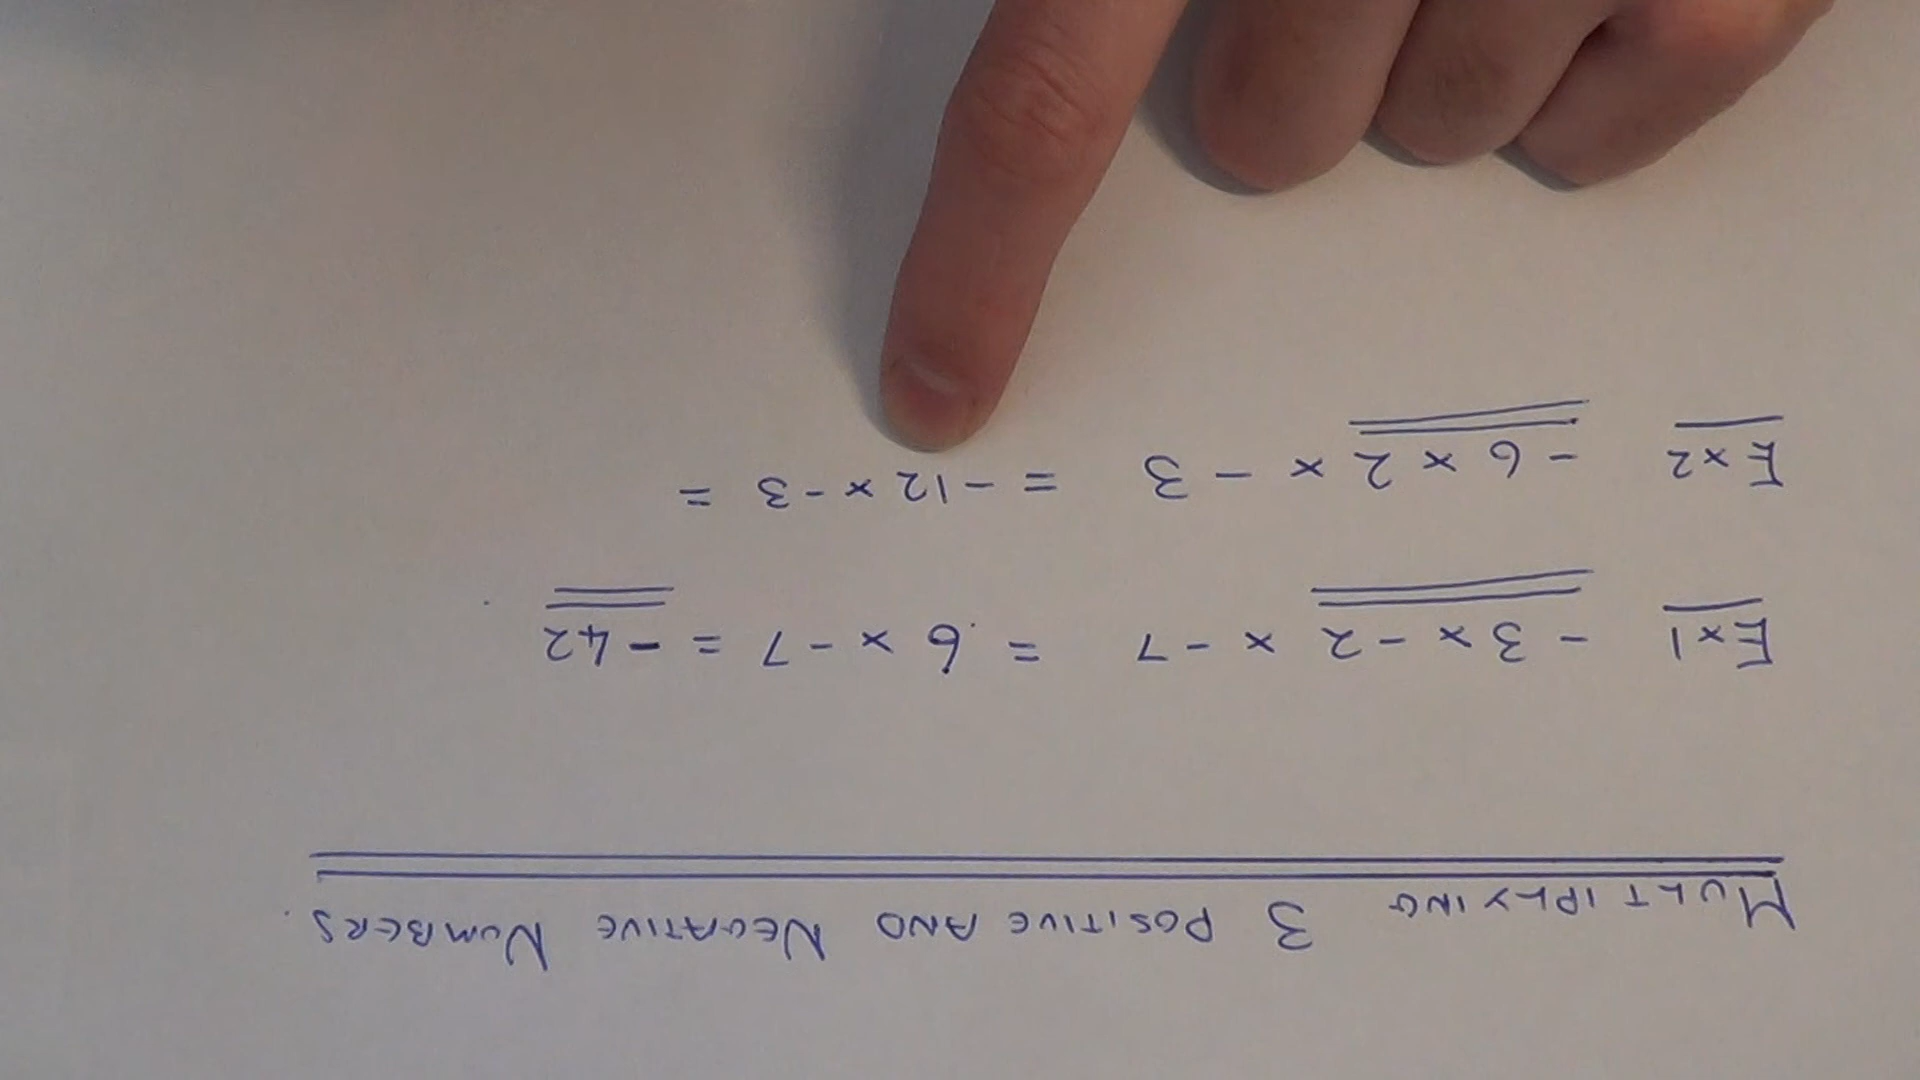 MULTIPLYING 3 POSITIVE AND NEGATIVE NUMBERS.
Ex1 - 3 x - 2 x - 7 = 6 x - 7 = - 42
Ex2 - 6 x 2 x - 3 = - 12 x - 3 =